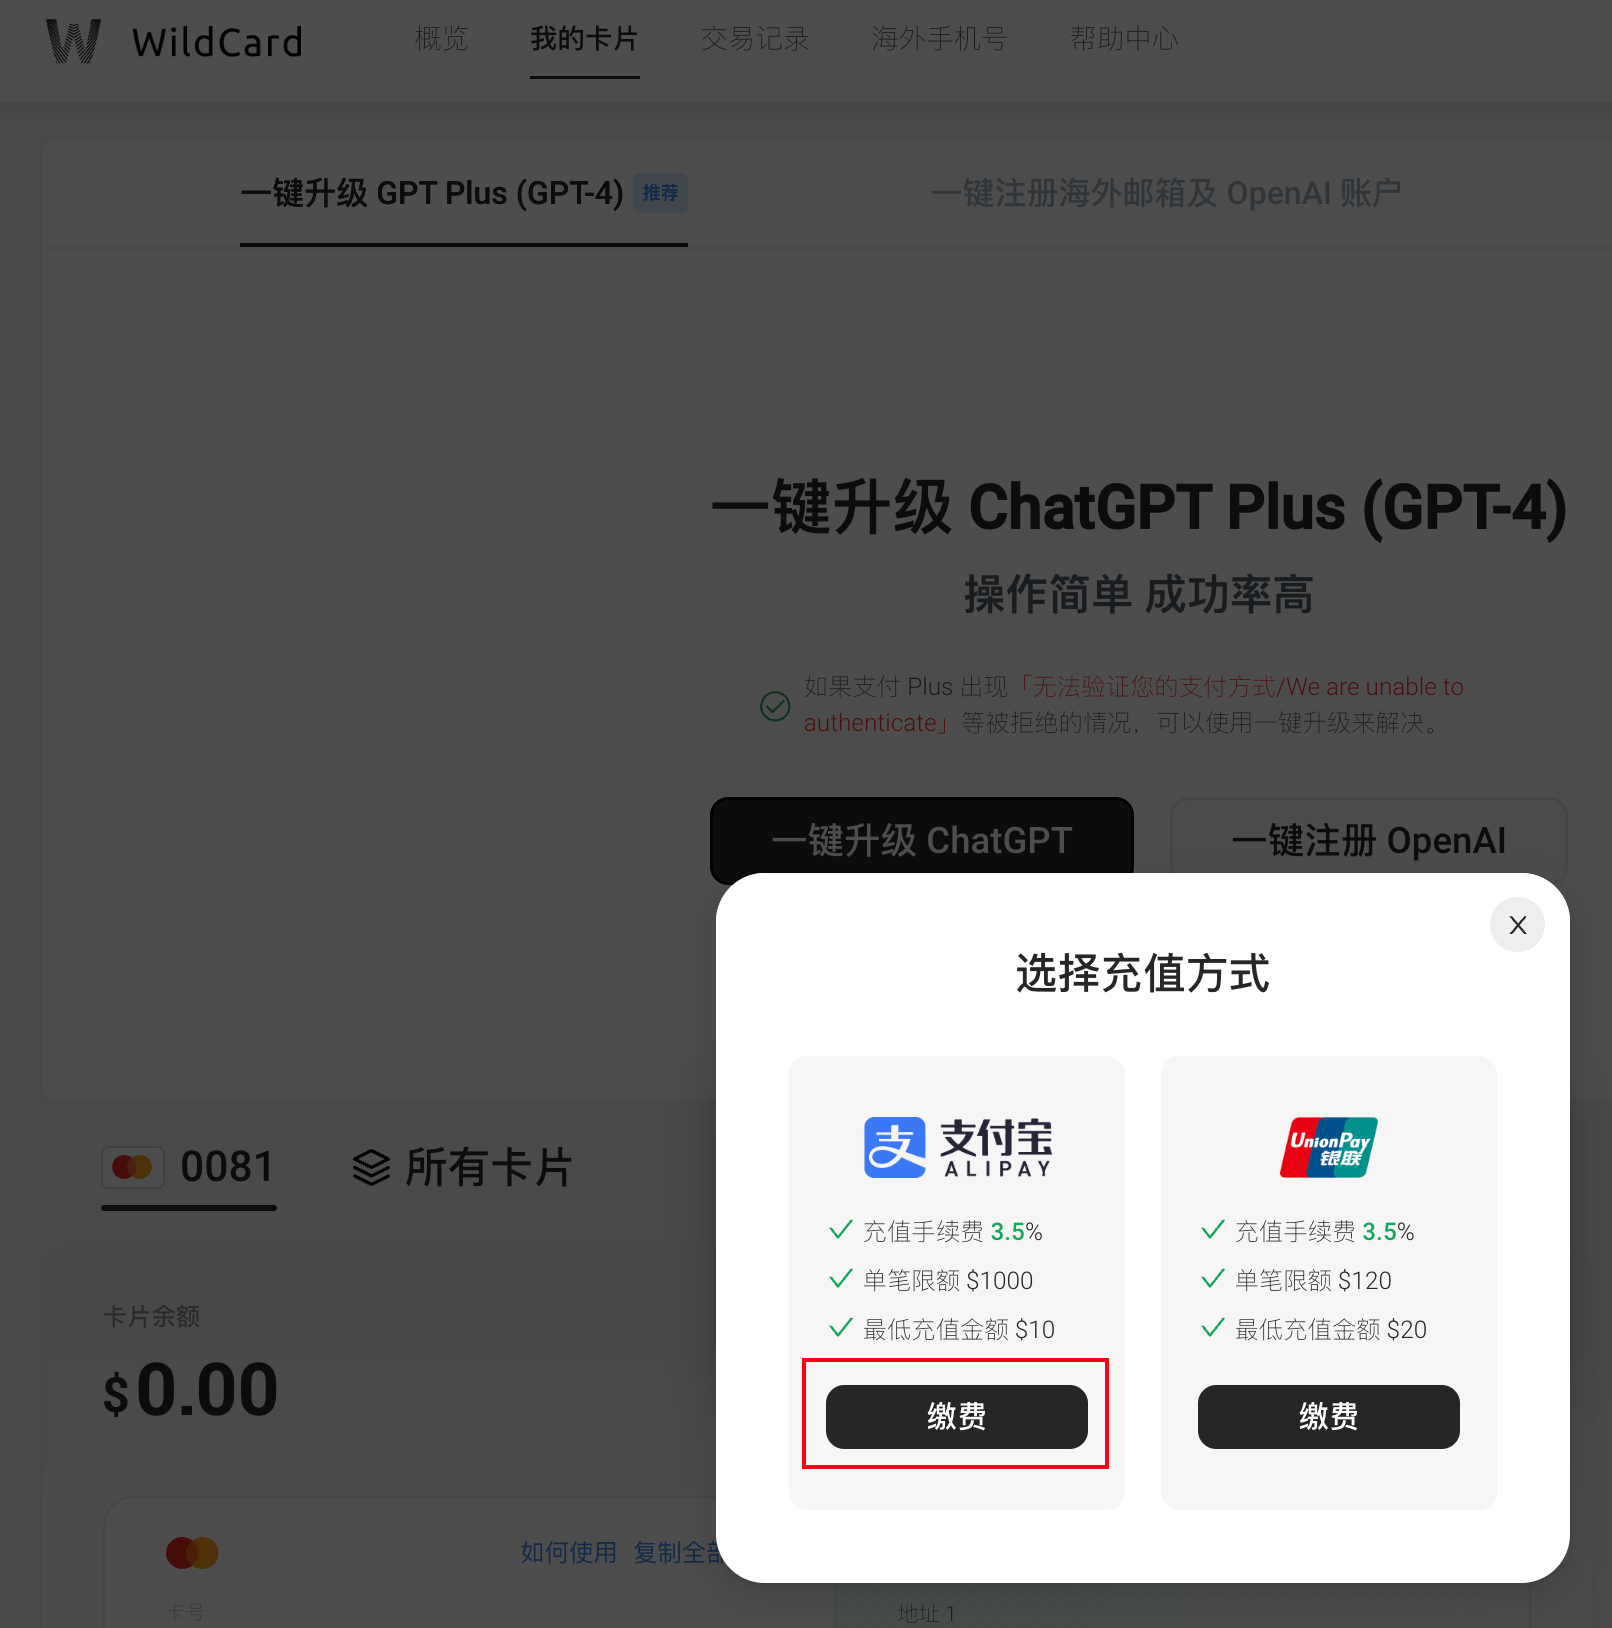 WildCard 概览 我的卡片 交易记录 海外手机号 帮助中心
一键升级 GPT Plus (GPT-4) 推荐 一键注册海外邮箱及 OpenAI 账户
一键升级 ChatGPT Plus (GPT-4)
操作简单 成功率高
如果支付 Plus 出现「无法验证您的支付方式/We are unable to
authenticate」等被拒绝的情况，可以使用一键升级来解决。
一键升级 ChatGPT 一键注册 OpenAI
X
选择充值方式
支付宝
ALIPAY
UnionPay
银联
充值手续费 3.5%
单笔限额 $1000
最低充值金额 $10
缴费
充值手续费 3.5%
单笔限额 $120
最低充值金额 $20
缴费
0081 所有卡片
卡片余额
$0.00
如何使用 复制全部
卡号
地址 1